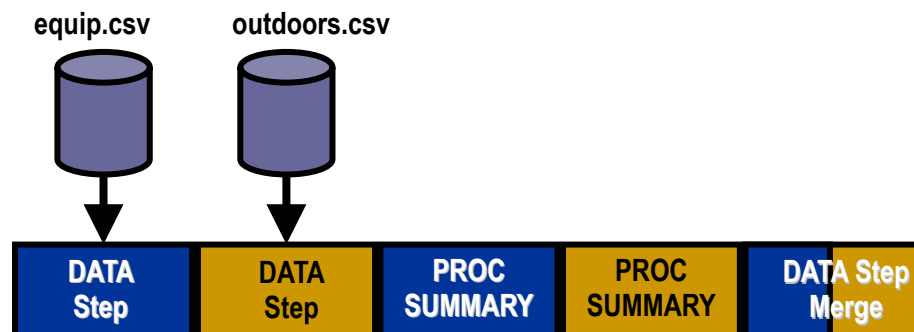 equip.csv
outdoors.csv
DATA
Step
DATA
Step
PROC
SUMMARY
PROC
SUMMARY
DATA Step
Merge